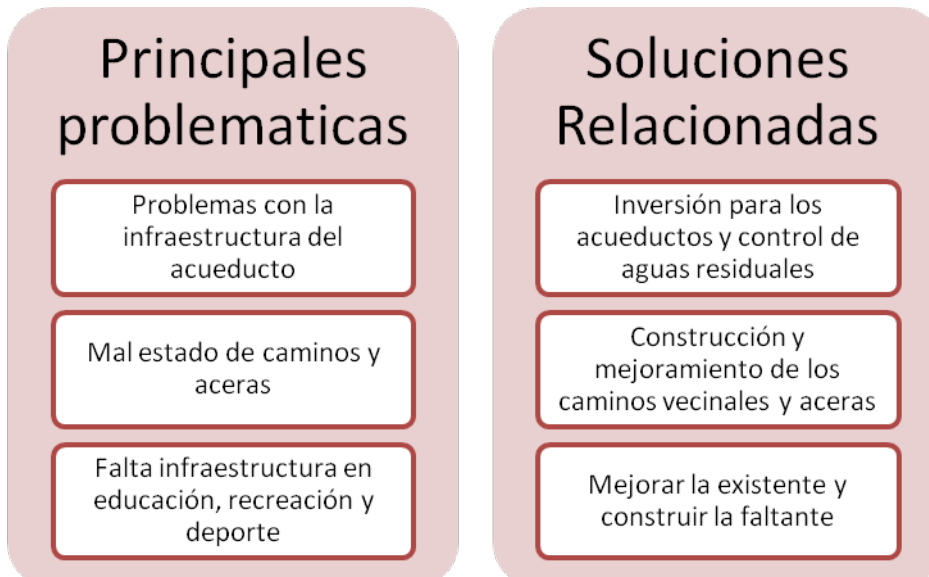 Principales
problematicas
Problemas con la
infraestructura del
acueducto
Mal estado de caminos y
aceras
Falta infraestructura en
educación, recreación y
deporte
Soluciones
Relacionadas
Inversión para los
acueductos y control de
aguas residuales
Construcción y
mejoramiento de los
caminos vecinales y aceras
Mejorar la existente y
construir la faltante